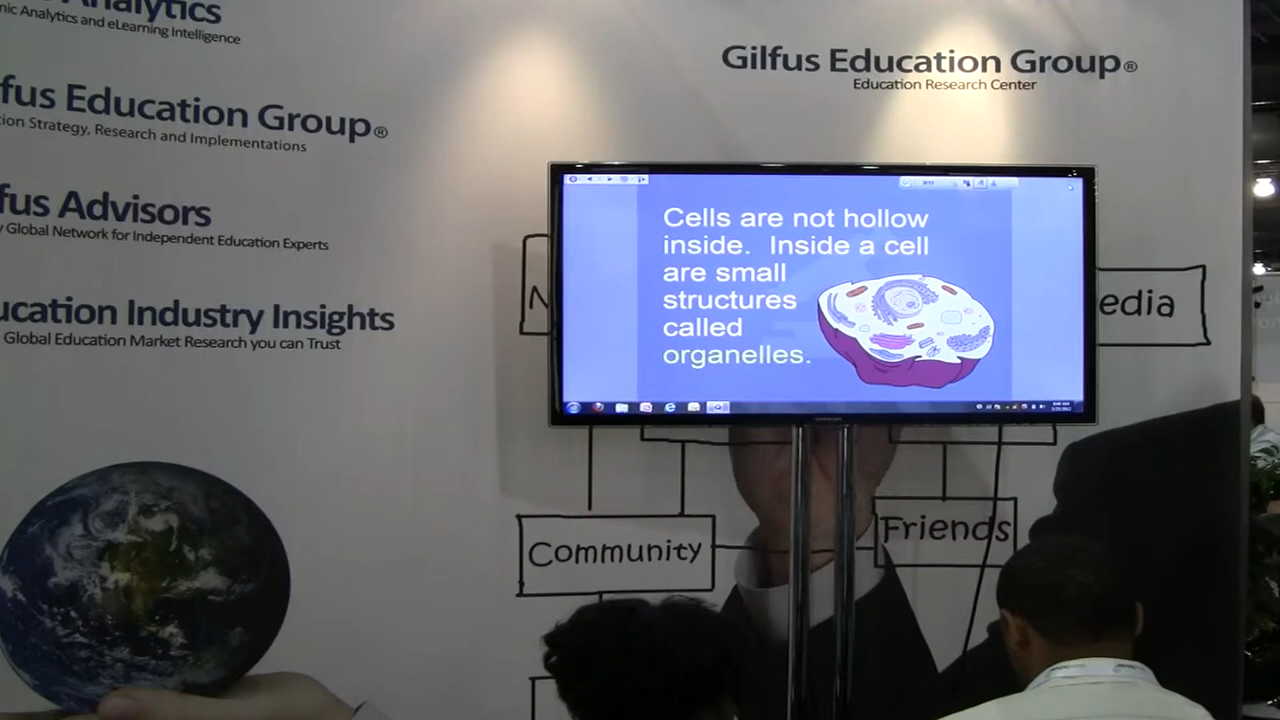 Analytics
nic Analytics and eLearning Intelligence
fus Education Group®
ion Strategy, Research and Implementations
fus Advisors
y Global Network for Independent Education Experts
ucation Industry Insights
Global Education Market Research you can Trust
Gilfus Education Group®
Education Research Center
Cells are not hollow
inside. Inside a cell
are small
structures
called
organelles.
N
edia
Community
Friends
SAMSUNG